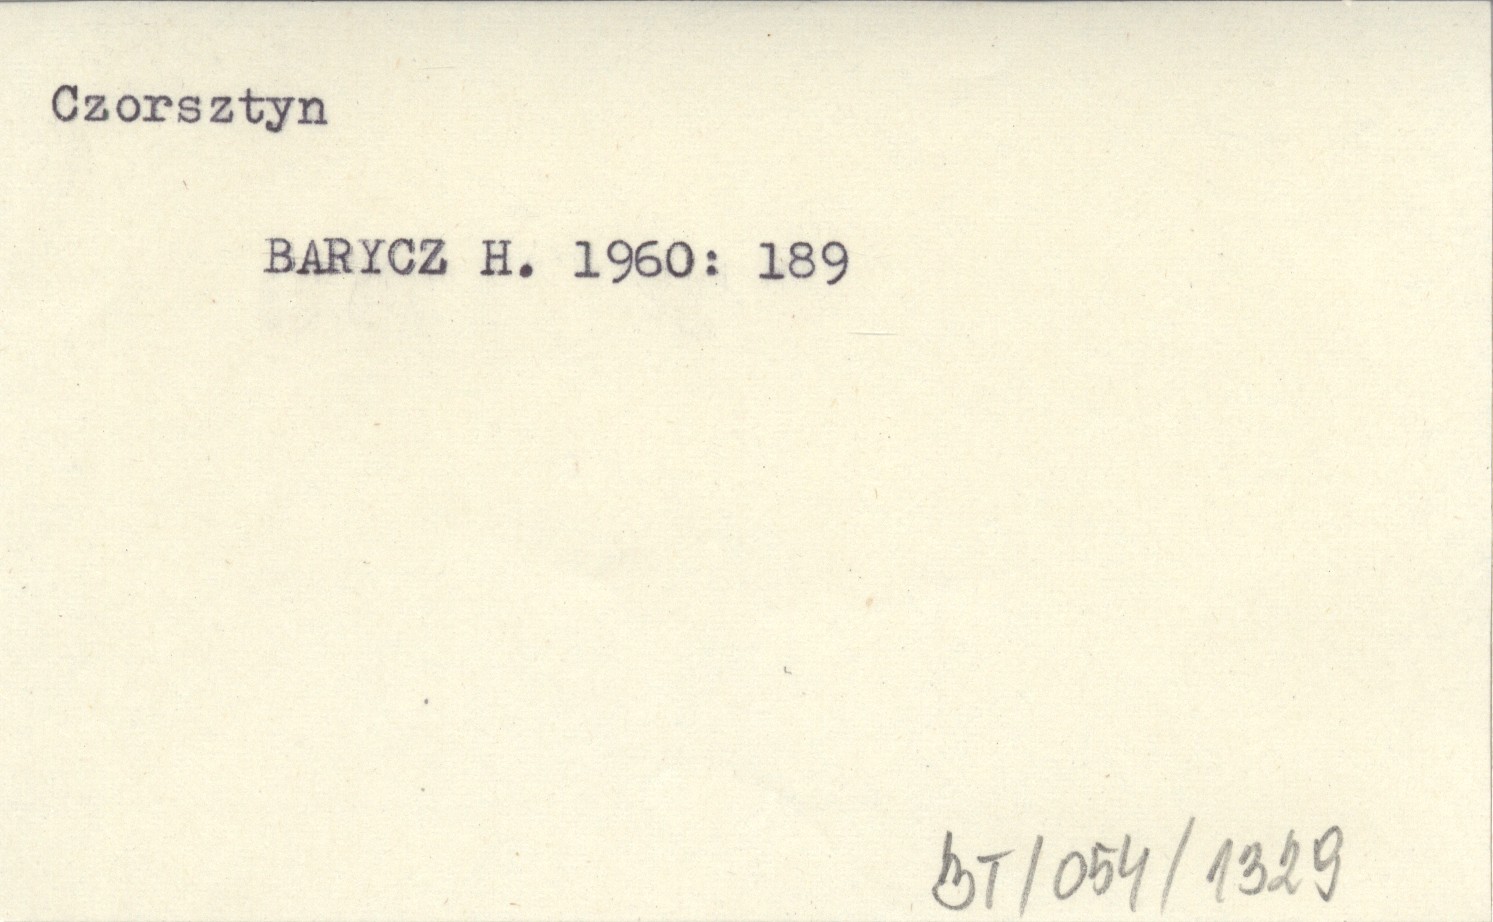 Czorsztyn
BARYCZ H. 1960: 189
BT/054/1329